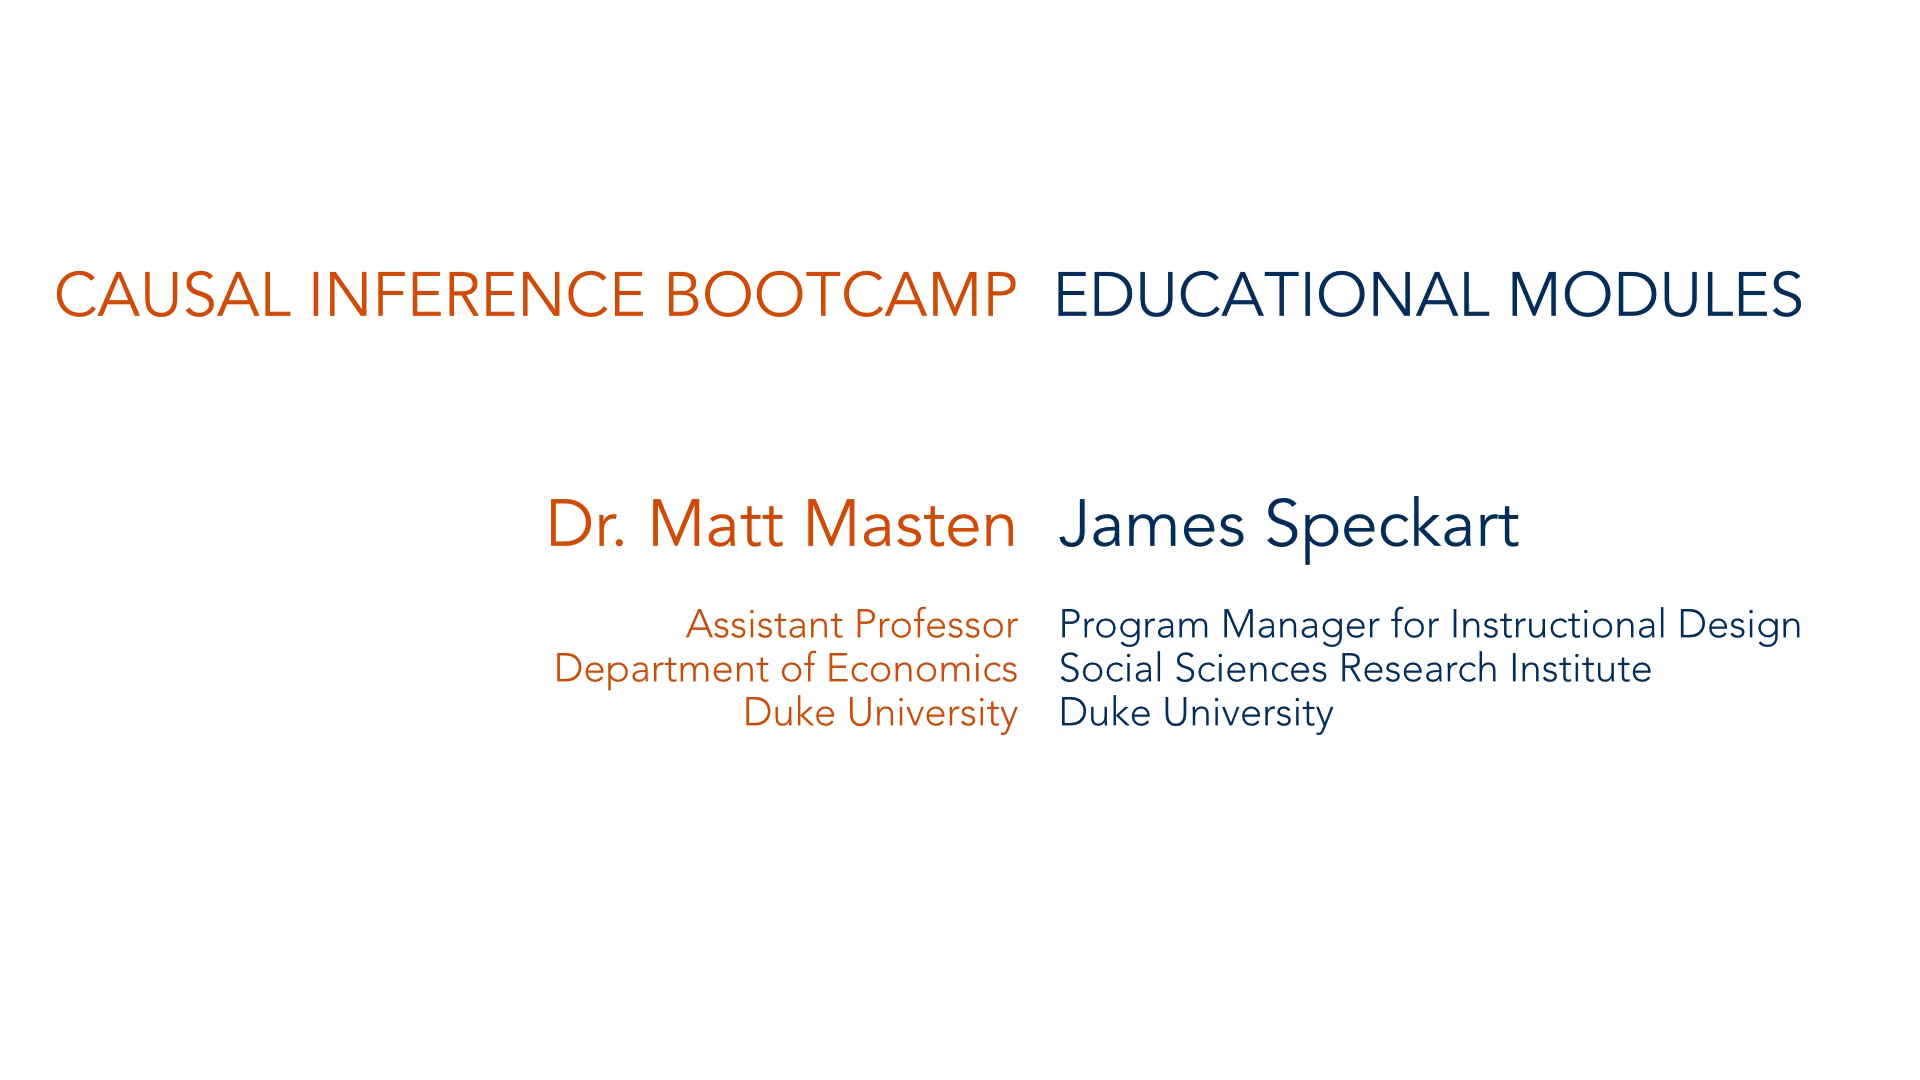 CAUSAL INFERENCE BOOTCAMP EDUCATIONAL MODULES
Dr. Matt Masten
Assistant Professor
Department of Economics
Duke University
James Speckart
Program Manager for Instructional Design
Social Sciences Research Institute
Duke University